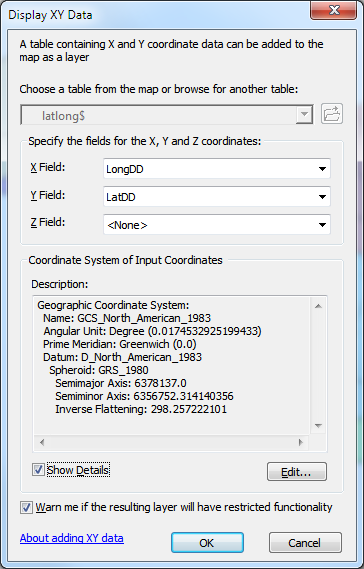 Display XY Data
A table containing X and Y coordinate data can be added to the
map as a layer
Choose a table from the map or browse for another table:
latlong$
Specify the fields for the X, Y and Z coordinates:
X Field: LongDD
Y Field: LatDD
Z Field: <None>
Coordinate System of Input Coordinates
Description:
Geographic Coordinate System:
Name: GCS_North_American_1983
Angular Unit: Degree (0.0174532925199433)
Prime Meridian: Greenwich (0.0)
Datum: D_North_American_1983
Spheroid: GRS_1980
Semimajor Axis: 6378137.0
Semiminor Axis: 6356752.314140356
Inverse Flattening: 298.257222101
Show Details Edit...
Warn me if the resulting layer will have restricted functionality
About adding XY data OK Cancel